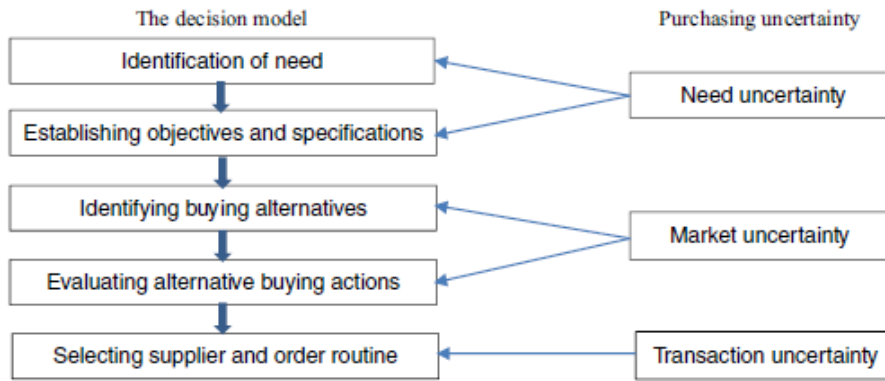 The decision model
Purchasing uncertainty
Identification of need
Need uncertainty
Establishing objectives and specifications
Identifying buying alternatives
Market uncertainty
Evaluating alternative buying actions
Selecting supplier and order routine
Transaction uncertainty